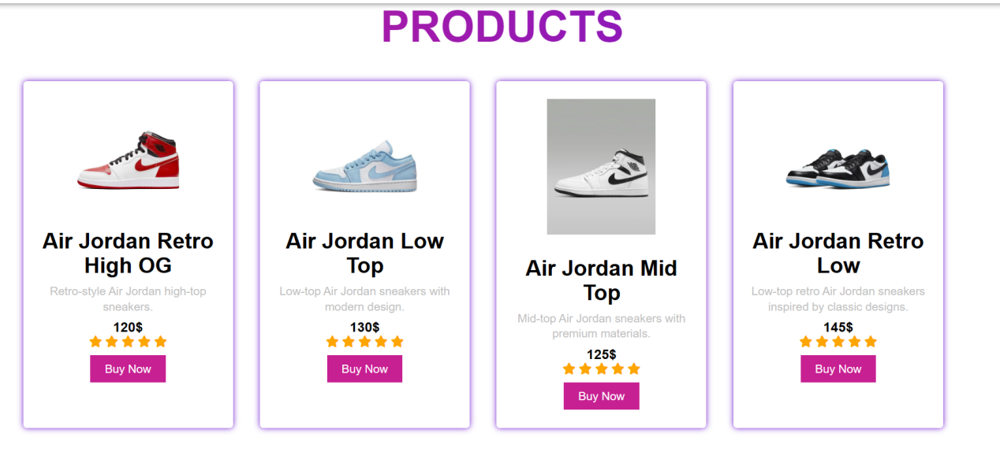 PRODUCTS
Air Jordan Retro
High OG
Retro-style Air Jordan high-top
sneakers.
120$
Buy Now
Air Jordan Low
Top
Low-top Air Jordan sneakers with
modern design.
130$
Buy Now
Air Jordan Mid
Top
Mid-top Air Jordan sneakers with
premium materials.
125$
Buy Now
Air Jordan Retro
Low
Low-top retro Air Jordan sneakers
inspired by classic designs.
145$
Buy Now